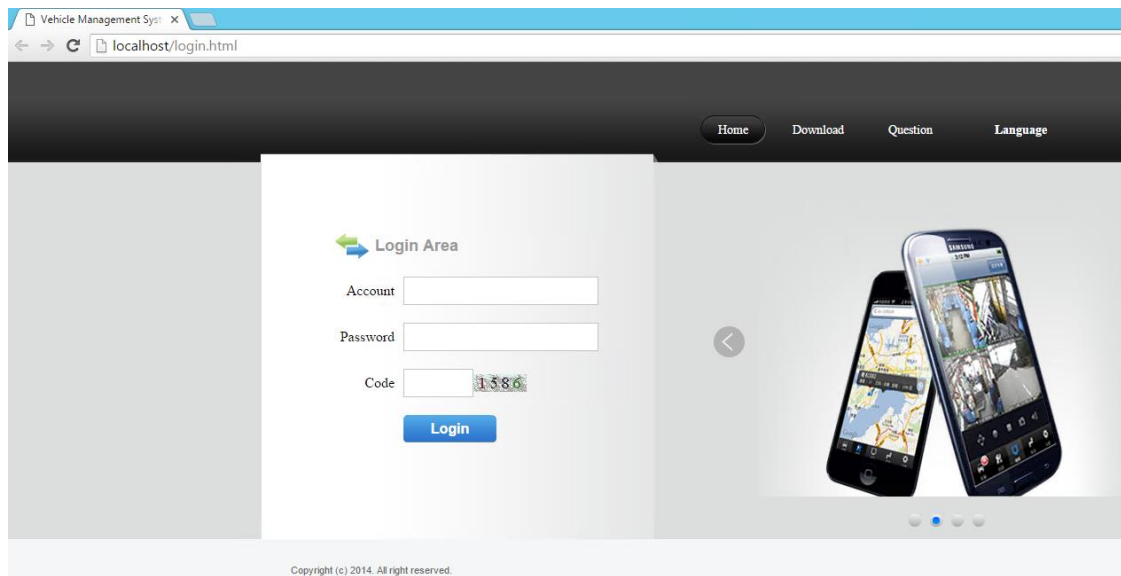 Vehicle Management Syst
localhost/login.html
Home Download Question Language
Login Area
Account
Password
Code 1586
Login
SAMSUNG
Copyright (c) 2014. All right reserved.